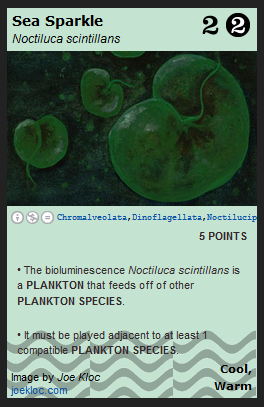 Sea Sparkle
Noctiluca scintillans
2 2
Chromalveolata,Dinoflagellata,Noctilucip
5 POINTS
• The bioluminescence Noctiluca scintillans is
a PLANKTON that feeds off of other
PLANKTON SPECIES.
• It must be played adjacent to at least 1
compatible PLANKTON SPECIES.
Image by Joe Kloc
joekloc.com
Cool,
Warm